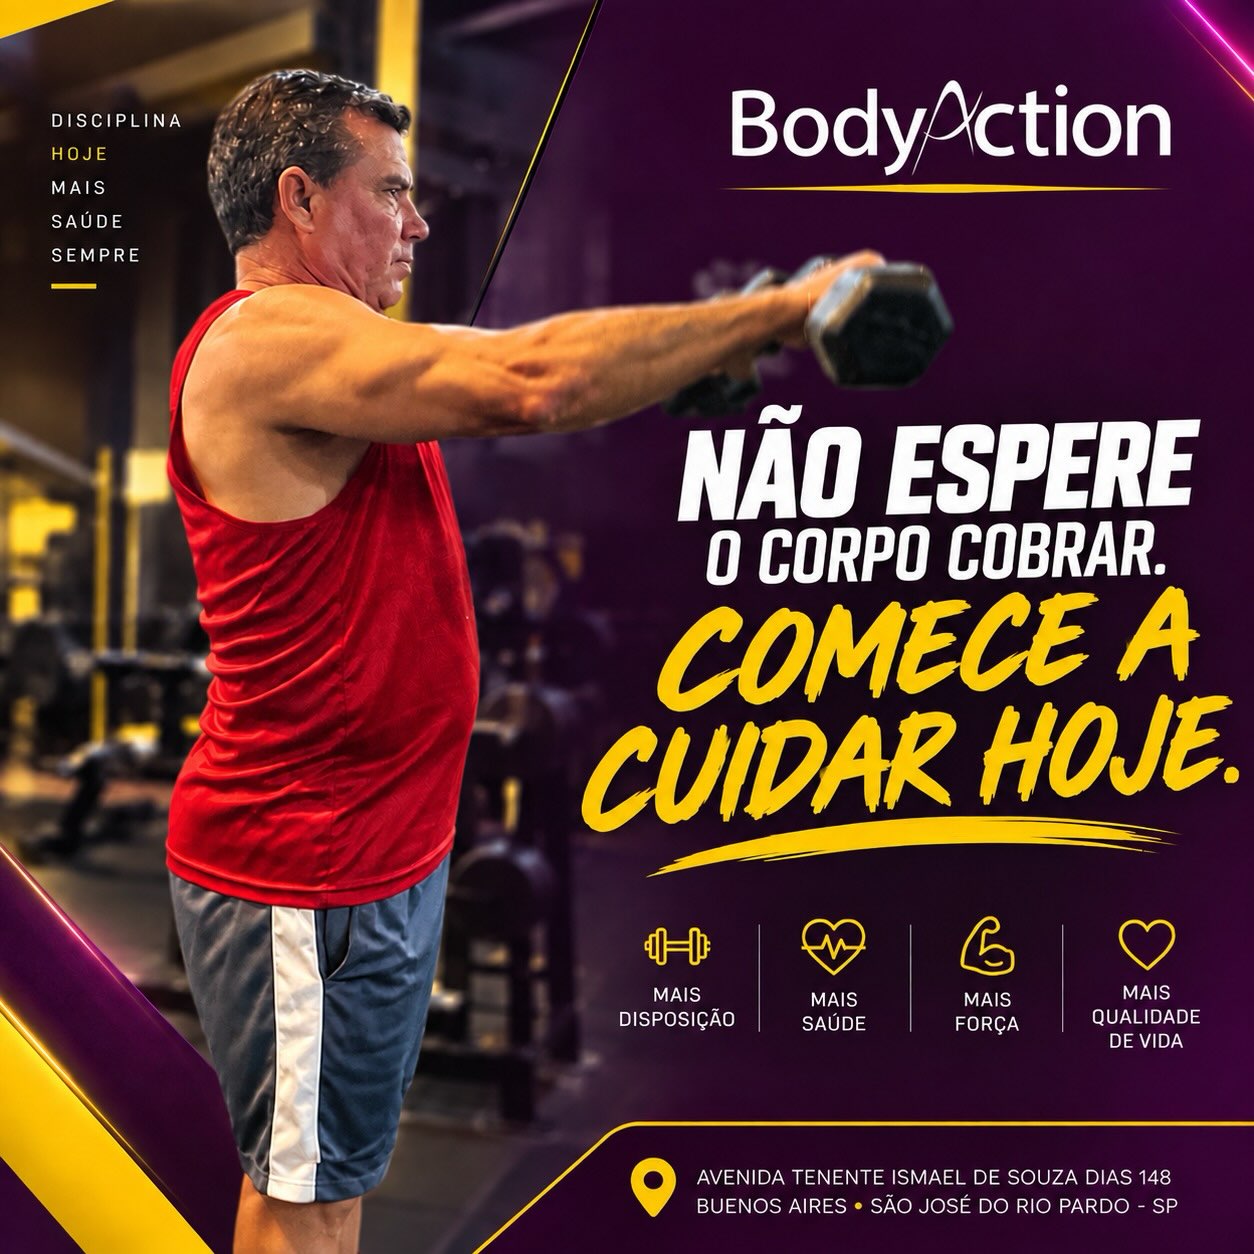 DISCIPLINA
HOJE
MAIS
SAÚDE
SEMPRE
BodyAction
NÃO ESPERE
O CORPO COBRAR.
COMECE A
CUIDAR HOJE.
MAIS
DISPOSIÇÃO
MAIS
SAÚDE
MAIS
FORÇA
MAIS
QUALIDADE
DE VIDA
AVENIDA TENENTE ISMAEL DE SOUZA DIAS 148
BUENOS AIRES • SÃO JOSÉ DO RIO PARDO - SP